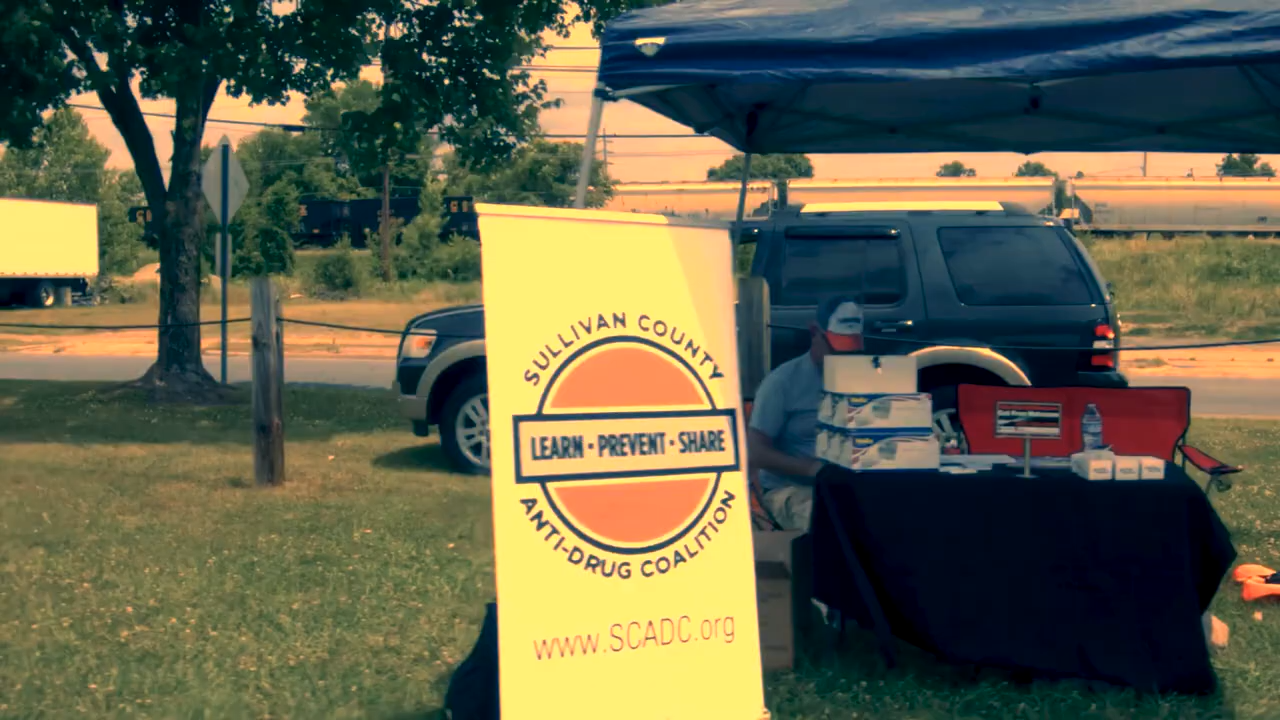 SULLIVAN COUNTY
LEARN · PREVENT · SHARE
ANTI-DRUG COALITION
www.SCADC.org